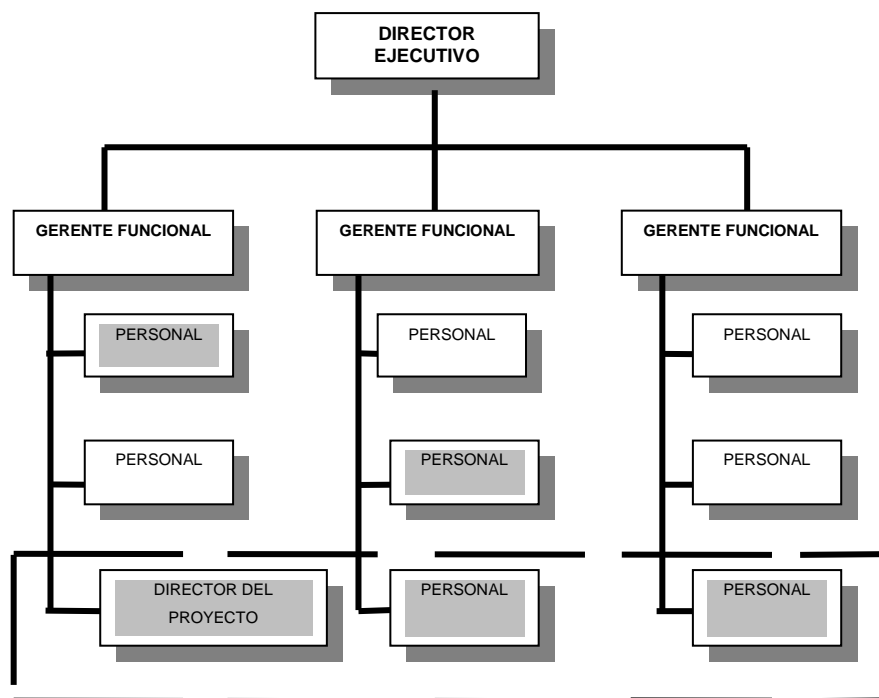 DIRECTOR
EJECUTIVO
GERENTE FUNCIONAL
GERENTE FUNCIONAL
GERENTE FUNCIONAL
PERSONAL
PERSONAL
PERSONAL
PERSONAL
PERSONAL
PERSONAL
DIRECTOR DEL
PROYECTO
PERSONAL
PERSONAL